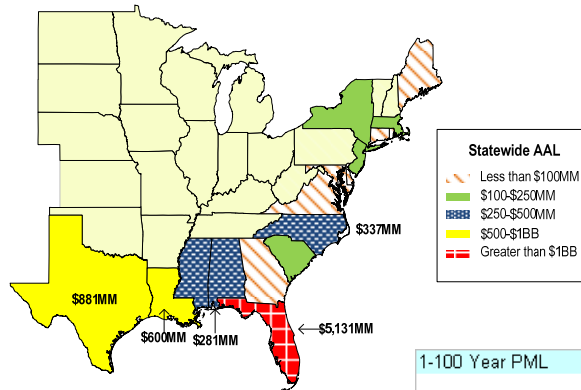 Statewide AAL
Less than $100MM
$100-$250MM
$250-$500MM
$500-$1BB
Greater than $1BB
$337MM
$881MM
$600MM
$281MM
$5,131MM
1-100 Year PML